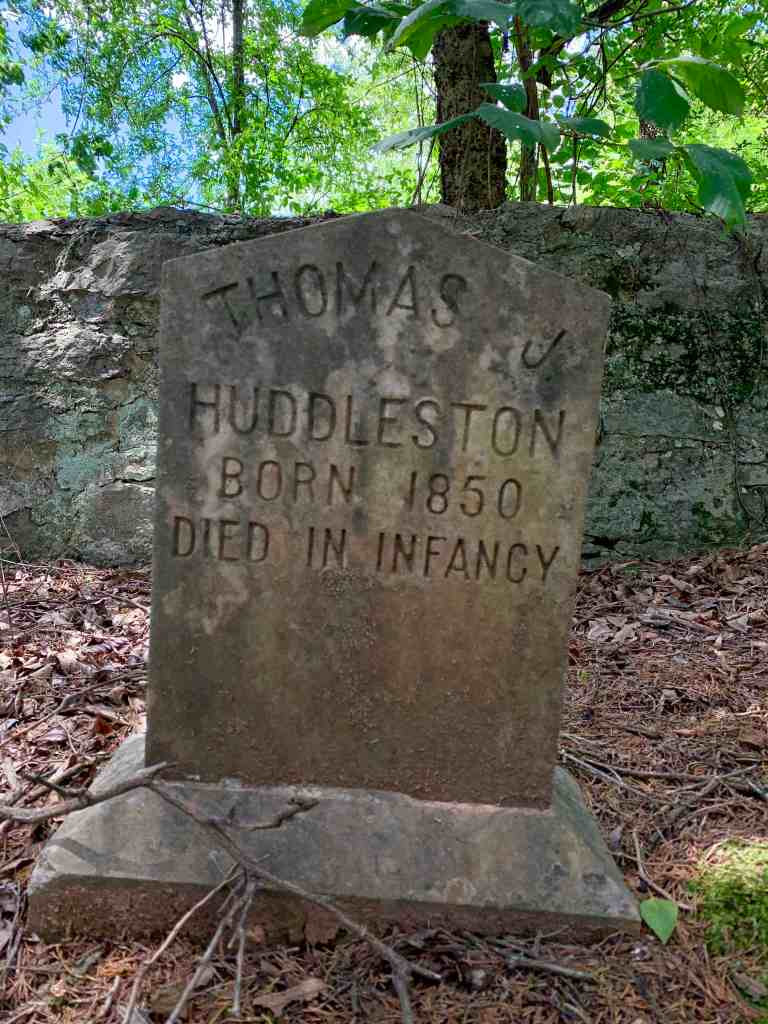 THOMAS J
HUDDLESTON
BORN 1850
DIED IN INFANCY